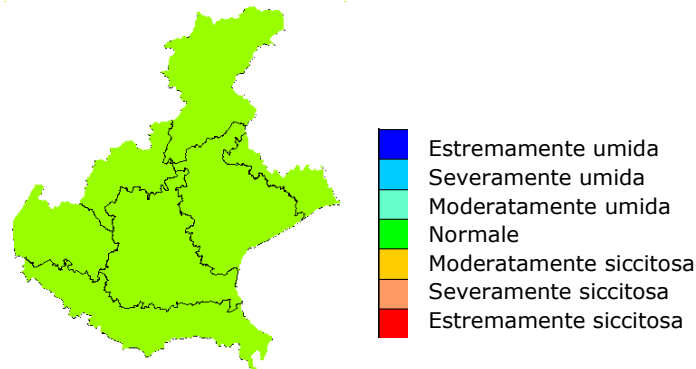 Estremamente umida
Severamente umida
Moderatamente umida
Normale
Moderatamente siccitosa
Severamente siccitosa
Estremamente siccitosa